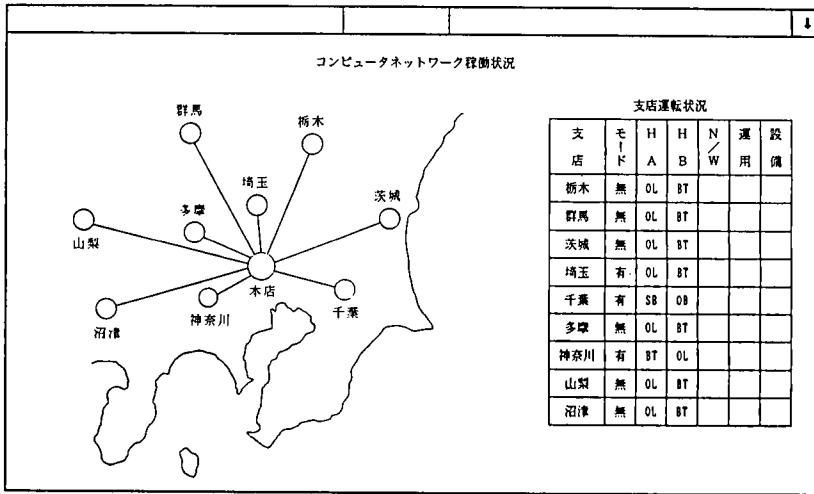 ↓
コンピュータネットワーク稼働状況
群馬
栃木
埼玉
茨城
多摩
山梨
本店
千葉
神奈川
沼津
支店運転状況
支店 モード HA HB N/W 運用 設備
栃木 無 OL BT
群馬 無 OL BT
茨城 無 OL BT
埼玉 有 OL BT
千葉 有 SB OB
多摩 無 OL BT
神奈川 有 BT OL
山梨 無 OL BT
沼津 無 OL BT